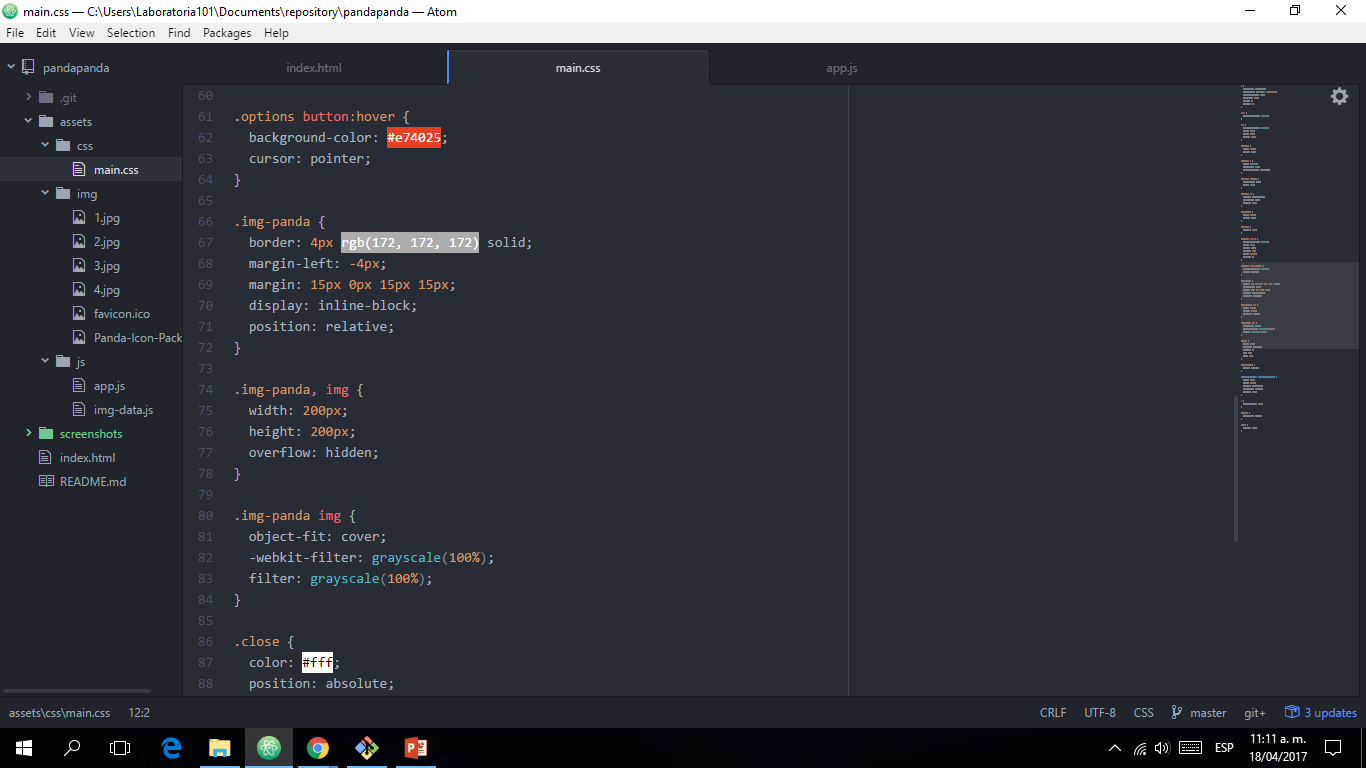 main.css — C:\Users\Laboratoria101\Documents\repository\pandapanda — Atom
File Edit View Selection Find Packages Help
pandapanda
.git
assets
css
main.css
img
1.jpg
2.jpg
3.jpg
4.jpg
favicon.ico
Panda-Icon-Pack
js
app.js
img-data.js
screenshots
index.html
README.md
index.html main.css app.js
60
61 .options button:hover {
62 background-color: #e74025;
63 cursor: pointer;
64 }
65
66 .img-panda {
67 border: 4px rgb(172, 172, 172) solid;
68 margin-left: -4px;
69 margin: 15px 0px 15px 15px;
70 display: inline-block;
71 position: relative;
72 }
73
74 .img-panda, img {
75 width: 200px;
76 height: 200px;
77 overflow: hidden;
78 }
79
80 .img-panda img {
81 object-fit: cover;
82 -webkit-filter: grayscale(100%);
83 filter: grayscale(100%);
84 }
85
86 .close {
87 color: #fff;
88 position: absolute;
assets\css\main.css 12:2 CRLF UTF-8 CSS master git+ 3 updates
ESP
11:11 a. m.
18/04/2017